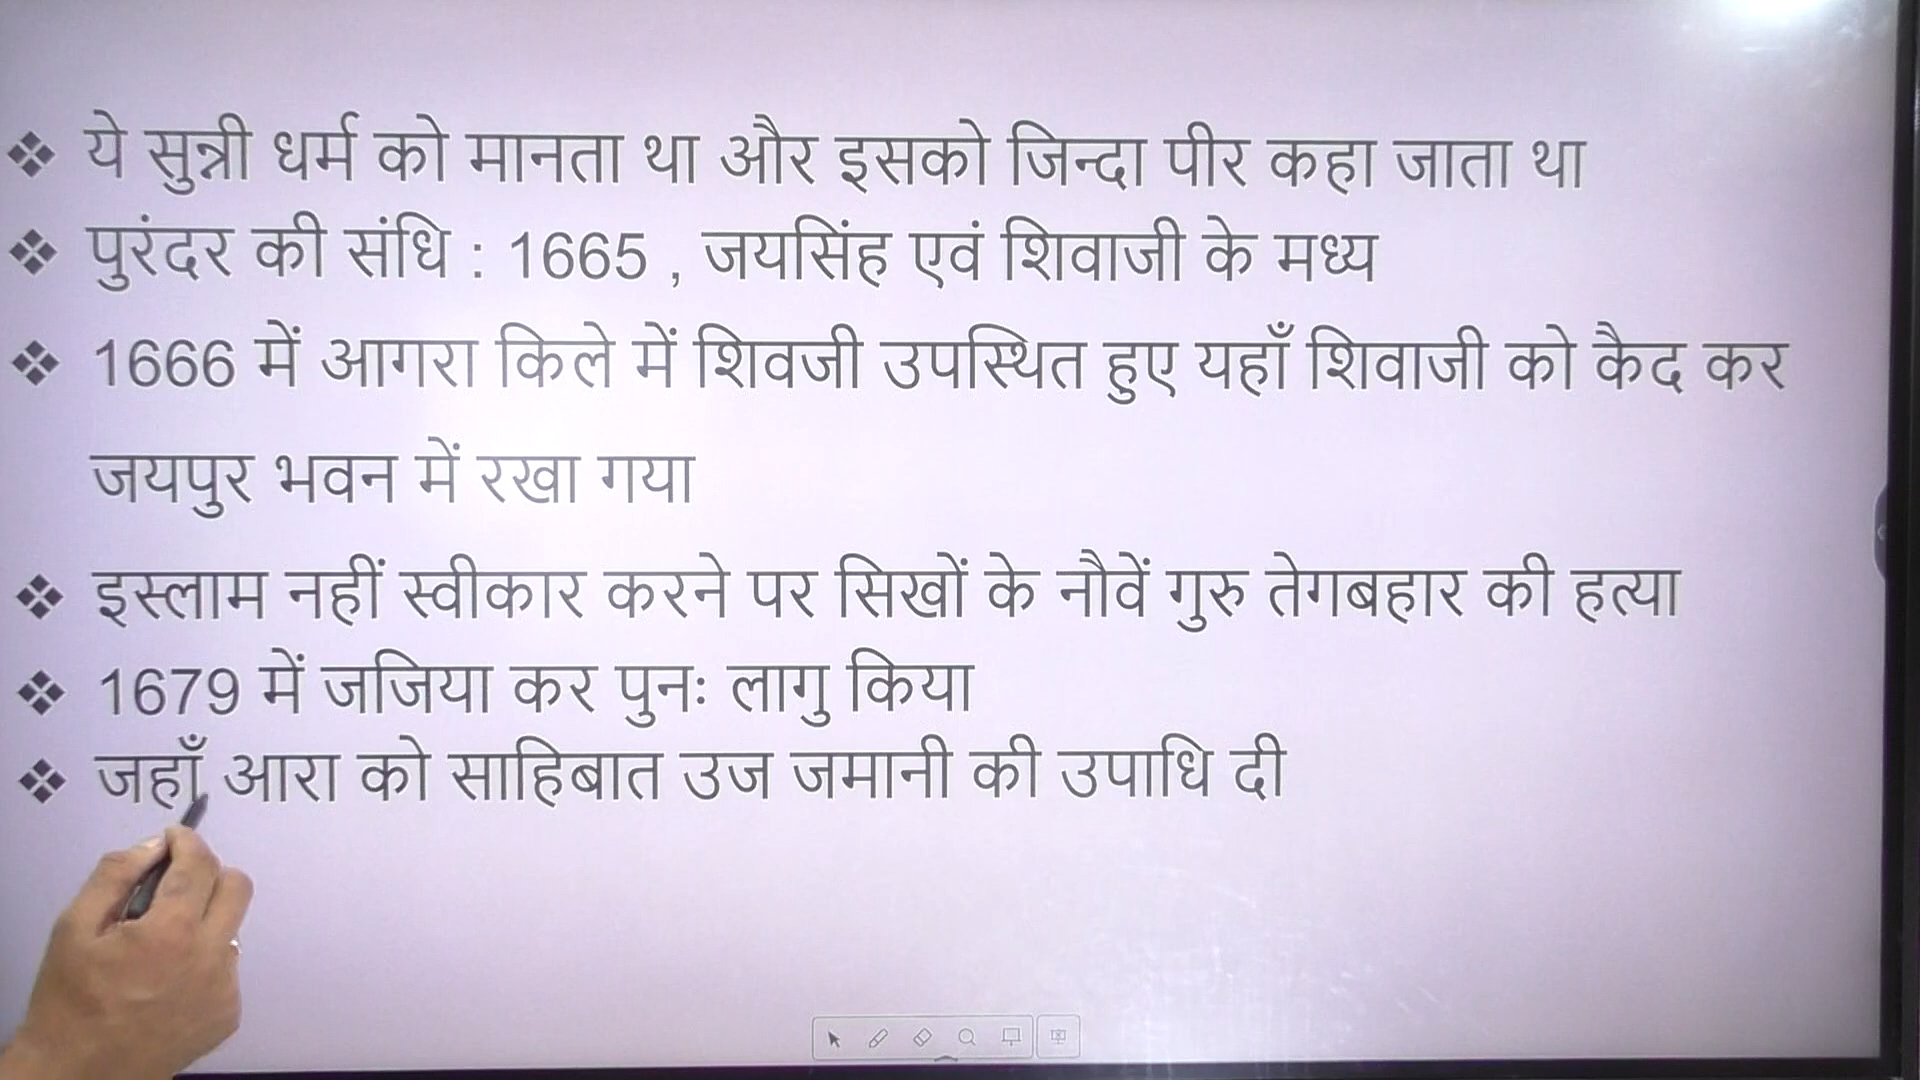 ❖ ये सुन्नी धर्म को मानता था और इसको जिन्दा पीर कहा जाता था
❖ पुरंदर की संधि : 1665 , जयसिंह एवं शिवाजी के मध्य
❖ 1666 में आगरा किले में शिवजी उपस्थित हुए यहाँ शिवाजी को कैद कर
जयपुर भवन में रखा गया
❖ इस्लाम नहीं स्वीकार करने पर सिखों के नौवें गुरु तेगबहार की हत्या
❖ 1679 में जजिया कर पुनः लागु किया
❖ जहाँ आरा को साहिबात उज जमानी की उपाधि दी